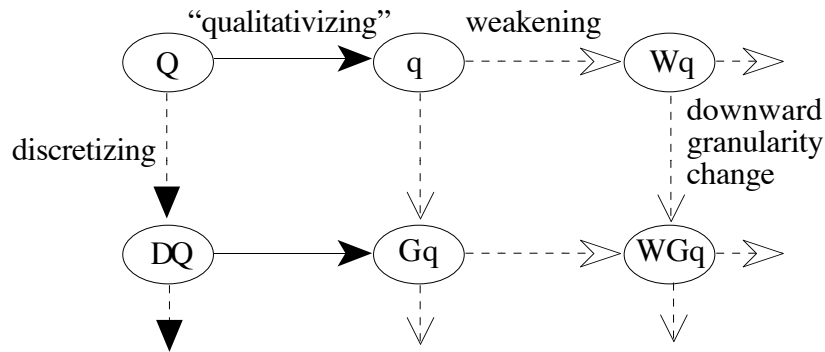 “qualitativizing” weakening
Q q Wq
discretizing
downward
granularity
change
DQ Gq WGq